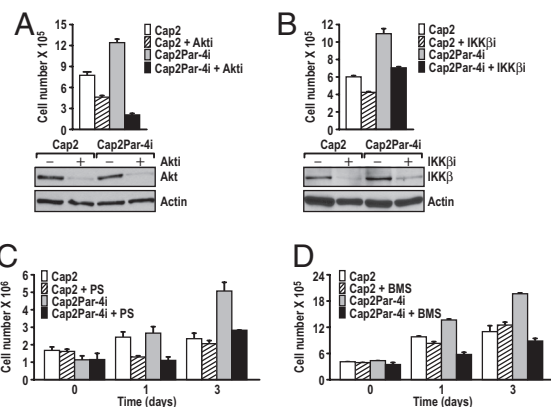 A
Cell number X 10⁵
15
12
9
6
3
0
Cap2
Cap2 + Akti
Cap2Par-4i
Cap2Par-4i + Akti
Cap2 Cap2Par-4i
− + − + Akti
Akt
Actin
B
Cell number X 10⁵
12
10
8
6
4
2
0
Cap2
Cap2 + IKKβi
Cap2Par-4i
Cap2Par-4i + IKKβi
Cap2 Cap2Par-4i
− + − + IKKβi
IKKβ
Actin
C
Cell number X 10⁶
6
5
4
3
2
1
0
Cap2
Cap2 + PS
Cap2Par-4i
Cap2Par-4i + PS
0 1 3
Time (days)
D
Cell number X 10⁵
24
18
12
6
0
Cap2
Cap2 + BMS
Cap2Par-4i
Cap2Par-4i + BMS
0 1 3
Time (days)